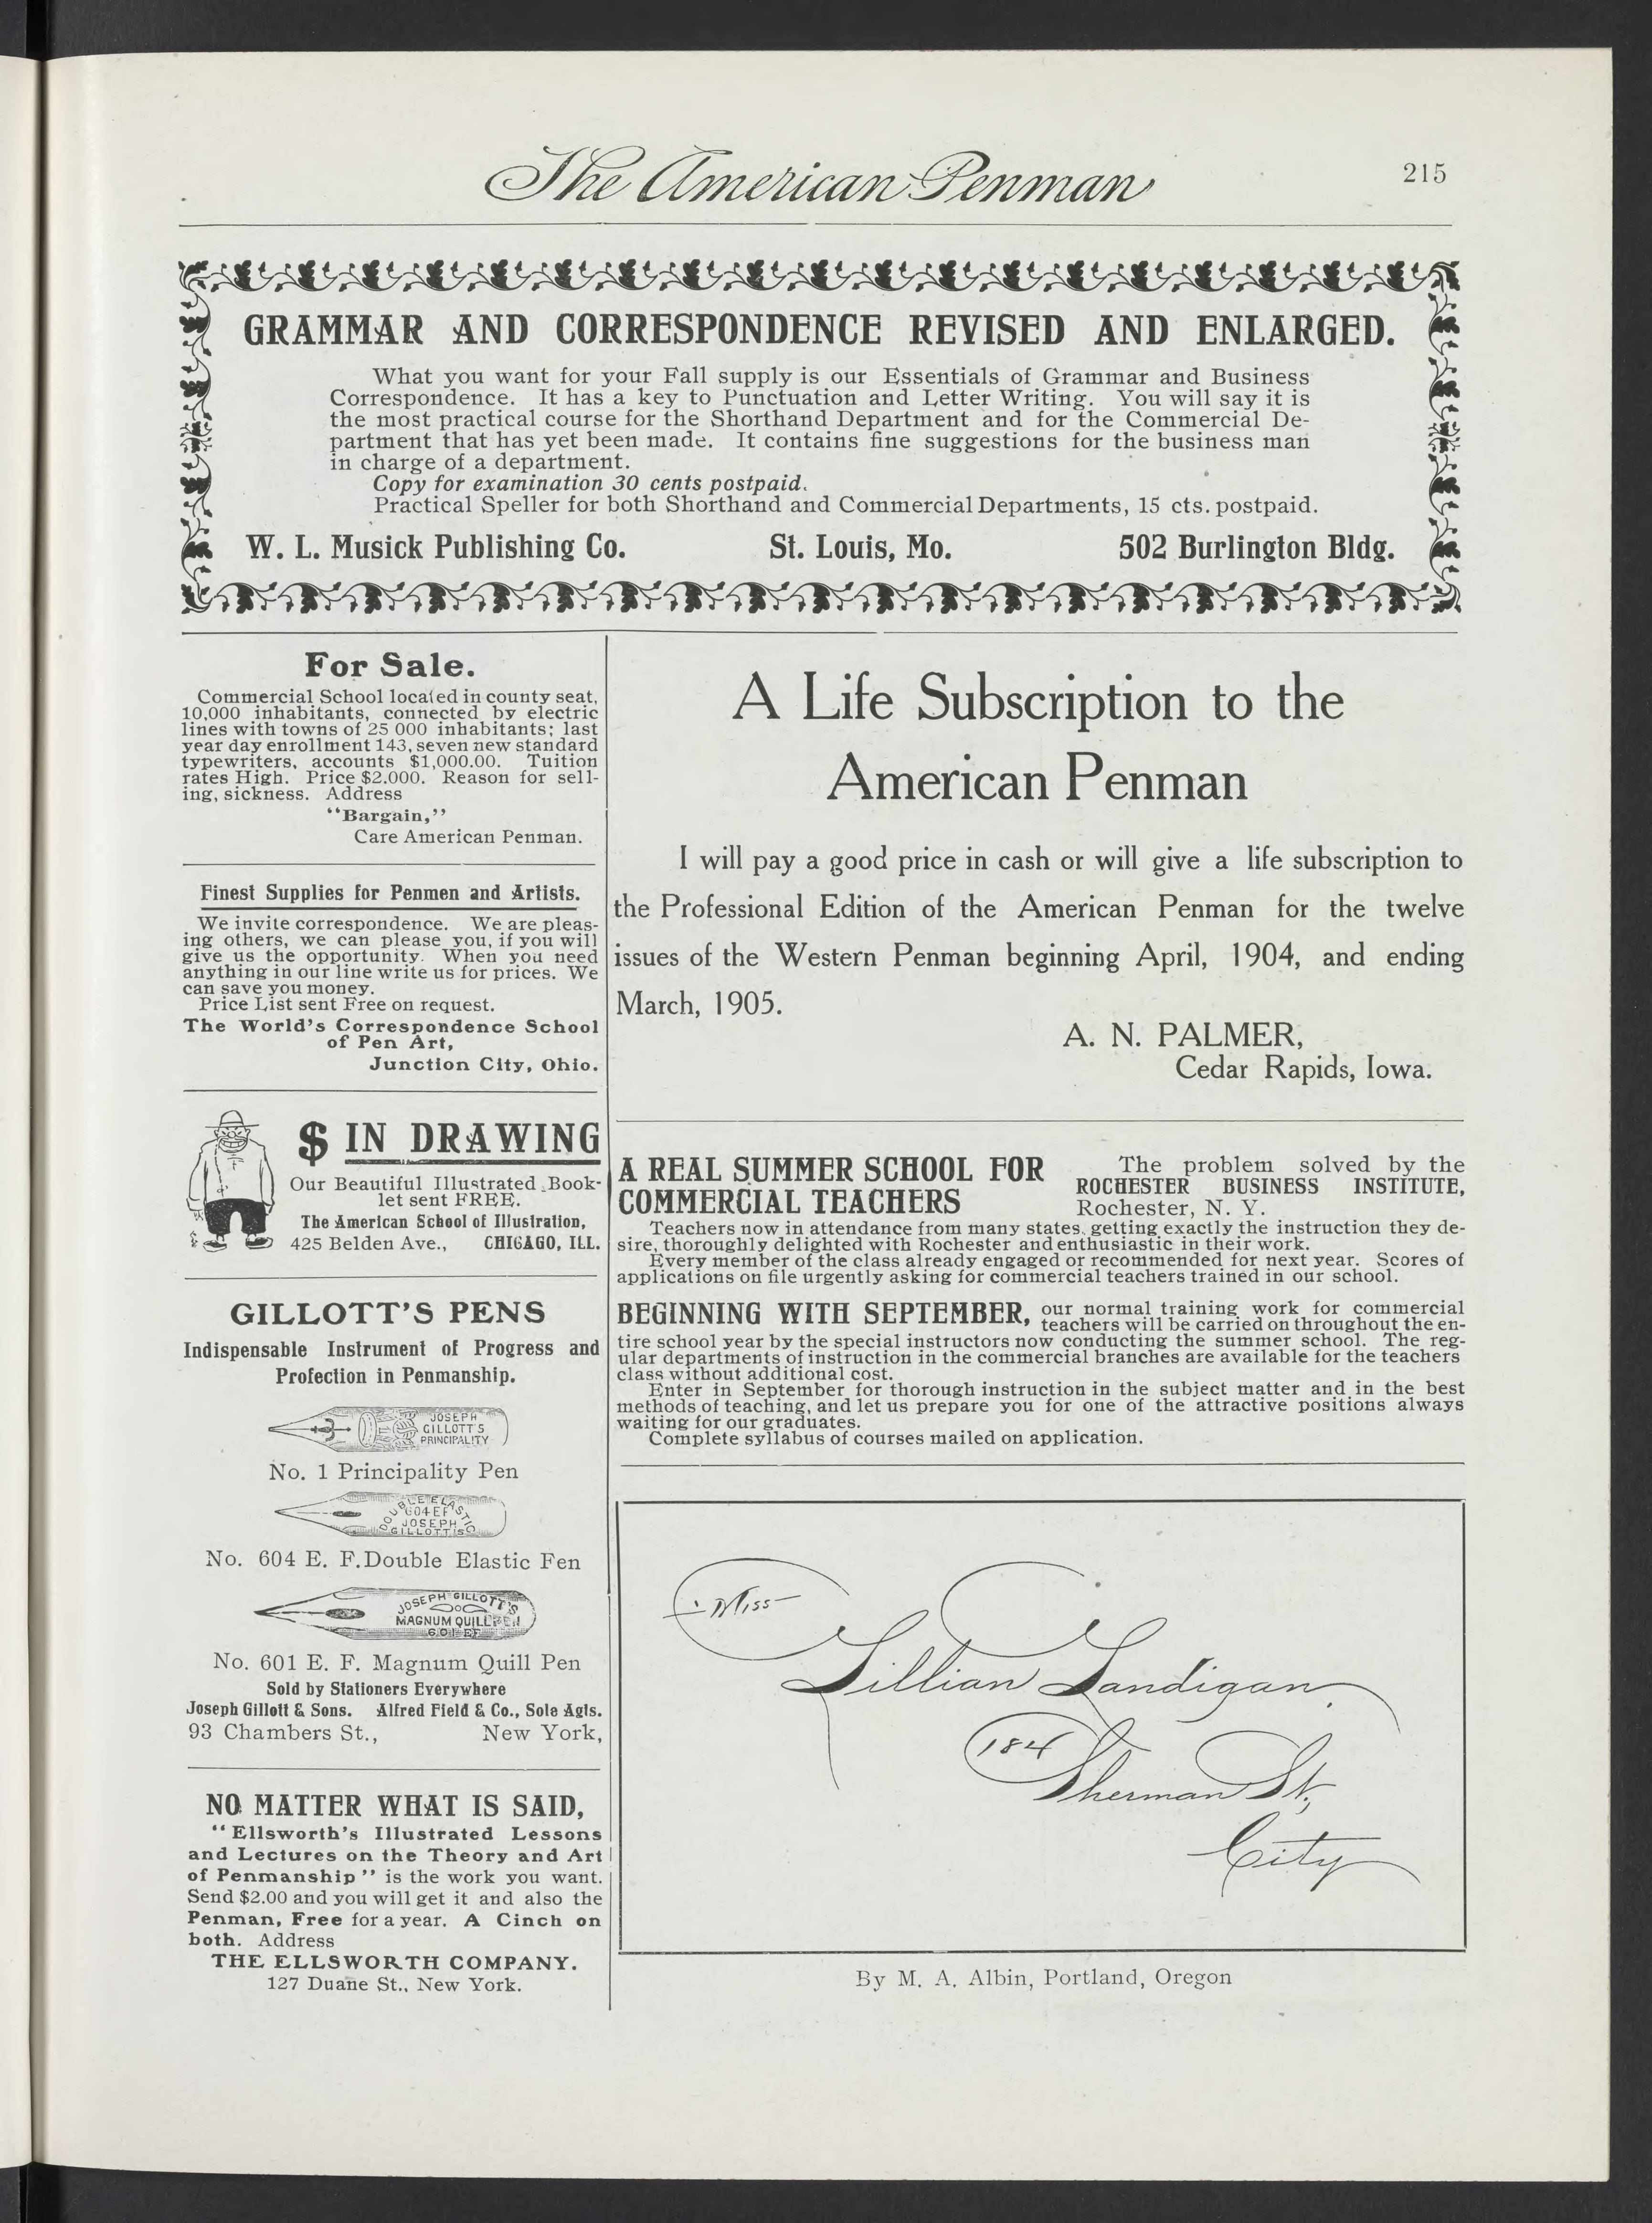 The American Penman
215
GRAMMAR AND CORRESPONDENCE REVISED AND ENLARGED.
What you want for your Fall supply is our Essentials of Grammar and Business
Correspondence. It has a key to Punctuation and Letter Writing. You will say it is
the most practical course for the Shorthand Department and for the Commercial De-
partment that has yet been made. It contains fine suggestions for the business man
in charge of a department.
Copy for examination 30 cents postpaid.
Practical Speller for both Shorthand and Commercial Departments, 15 cts. postpaid.
W. L. Musick Publishing Co. St. Louis, Mo. 502 Burlington Bldg.
For Sale.
Commercial School located in county seat,
10,000 inhabitants, connected by electric
lines with towns of 25 000 inhabitants; last
year day enrollment 143, seven new standard
typewriters, accounts $1,000.00. Tuition
rates High. Price $2.000. Reason for sell-
ing, sickness. Address
"Bargain,"
Care American Penman.
Finest Supplies for Penmen and Artists.
We invite correspondence. We are pleas-
ing others, we can please you, if you will
give us the opportunity. When you need
anything in our line write us for prices. We
can save you money.
Price List sent Free on request.
The World's Correspondence School
of Pen Art,
Junction City, Ohio.
$ IN DRAWING
Our Beautiful Illustrated Book-
let sent FREE.
The American School of Illustration,
425 Belden Ave., CHICAGO, ILL.
GILLOTT'S PENS
Indispensable Instrument of Progress and
Profection in Penmanship.
JOSEPH
GILLOTT'S
PRINCIPALITY
No. 1 Principality Pen
DOUBLE ELASTIC
604 EF
JOSEPH
GILLOTT'S
No. 604 E. F. Double Elastic Fen
JOSEPH GILLOTT'S
MAGNUM QUILL PEN
601 EF
No. 601 E. F. Magnum Quill Pen
Sold by Stationers Everywhere
Joseph Gillott & Sons. Alfred Field & Co., Sole Agts.
93 Chambers St., New York,
NO MATTER WHAT IS SAID,
"Ellsworth's Illustrated Lessons
and Lectures on the Theory and Art
of Penmanship" is the work you want.
Send $2.00 and you will get it and also the
Penman, Free for a year. A Cinch on
both. Address
THE ELLSWORTH COMPANY.
127 Duane St., New York.
A Life Subscription to the
American Penman
I will pay a good price in cash or will give a life subscription to
the Professional Edition of the American Penman for the twelve
issues of the Western Penman beginning April, 1904, and ending
March, 1905.
A. N. PALMER,
Cedar Rapids, Iowa.
A REAL SUMMER SCHOOL FOR
COMMERCIAL TEACHERS
The problem solved by the
ROCHESTER BUSINESS INSTITUTE,
Rochester, N. Y.
Teachers now in attendance from many states, getting exactly the instruction they de-
sire, thoroughly delighted with Rochester and enthusiastic in their work.
Every member of the class already engaged or recommended for next year. Scores of
applications on file urgently asking for commercial teachers trained in our school.
BEGINNING WITH SEPTEMBER, our normal training work for commercial
teachers will be carried on throughout the en-
tire school year by the special instructors now conducting the summer school. The reg-
ular departments of instruction in the commercial branches are available for the teachers
class without additional cost.
Enter in September for thorough instruction in the subject matter and in the best
methods of teaching, and let us prepare you for one of the attractive positions always
waiting for our graduates.
Complete syllabus of courses mailed on application.
Miss
Lillian Landigan,
184
Sherman St.,
City
By M. A. Albin, Portland, Oregon